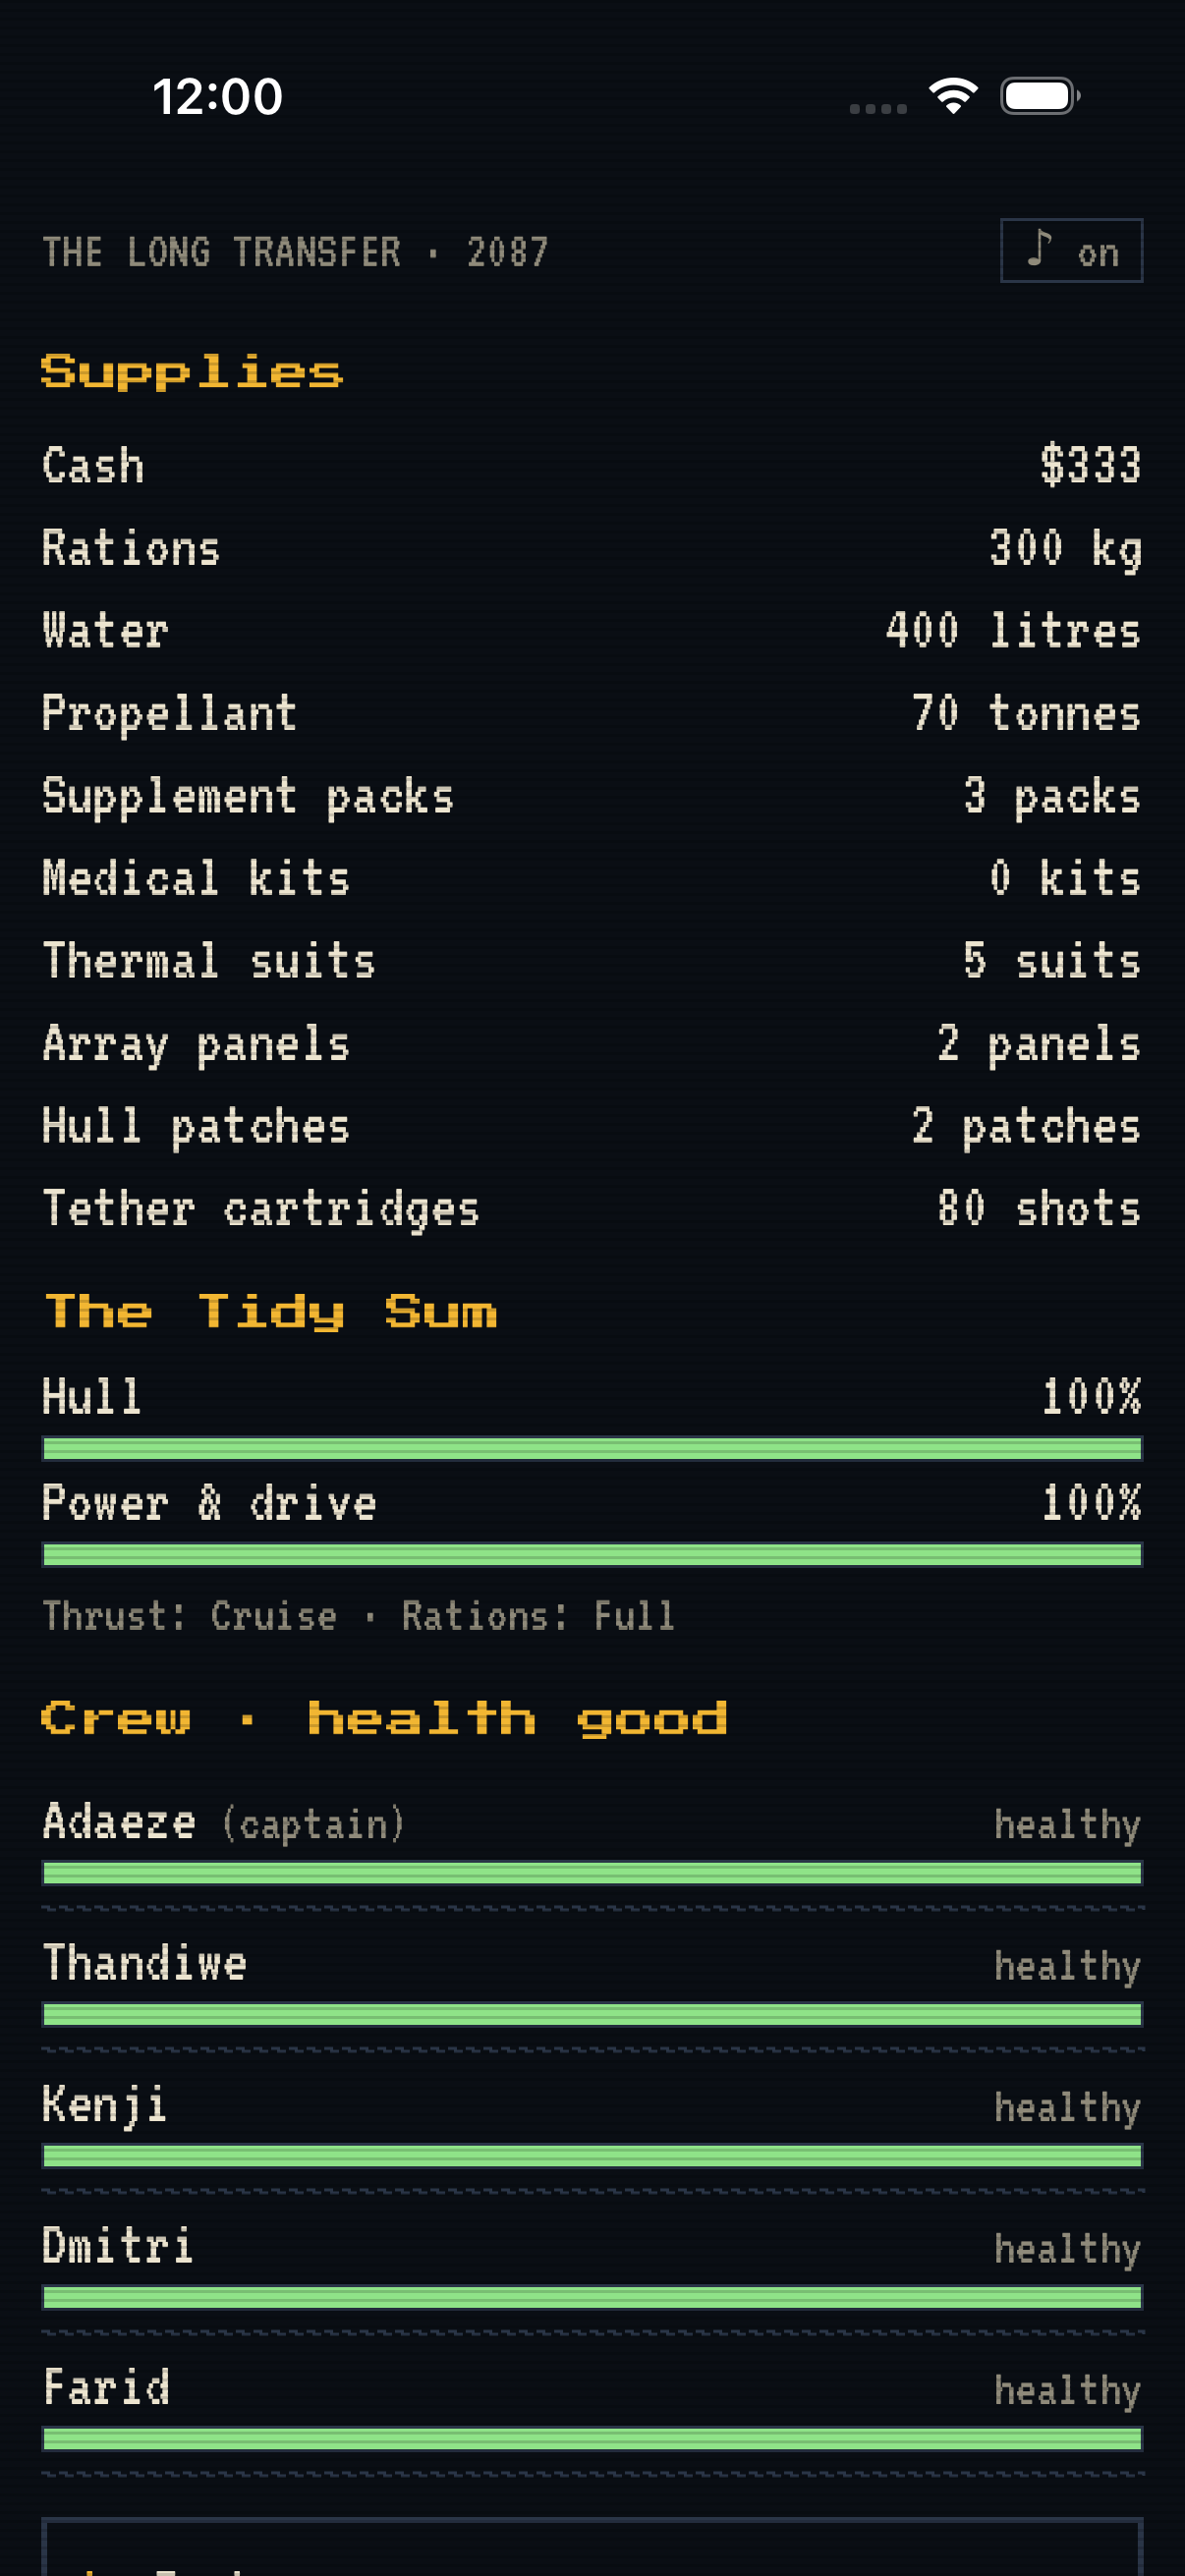 12:00
THE LONG TRANSFER · 2087
♪ on
Supplies
Cash $333
Rations 300 kg
Water 400 litres
Propellant 70 tonnes
Supplement packs 3 packs
Medical kits 0 kits
Thermal suits 5 suits
Array panels 2 panels
Hull patches 2 patches
Tether cartridges 80 shots
The Tidy Sum
Hull 100%
Power & drive 100%
Thrust: Cruise · Rations: Full
Crew · health good
Adaeze (captain) healthy
Thandiwe healthy
Kenji healthy
Dmitri healthy
Farid healthy